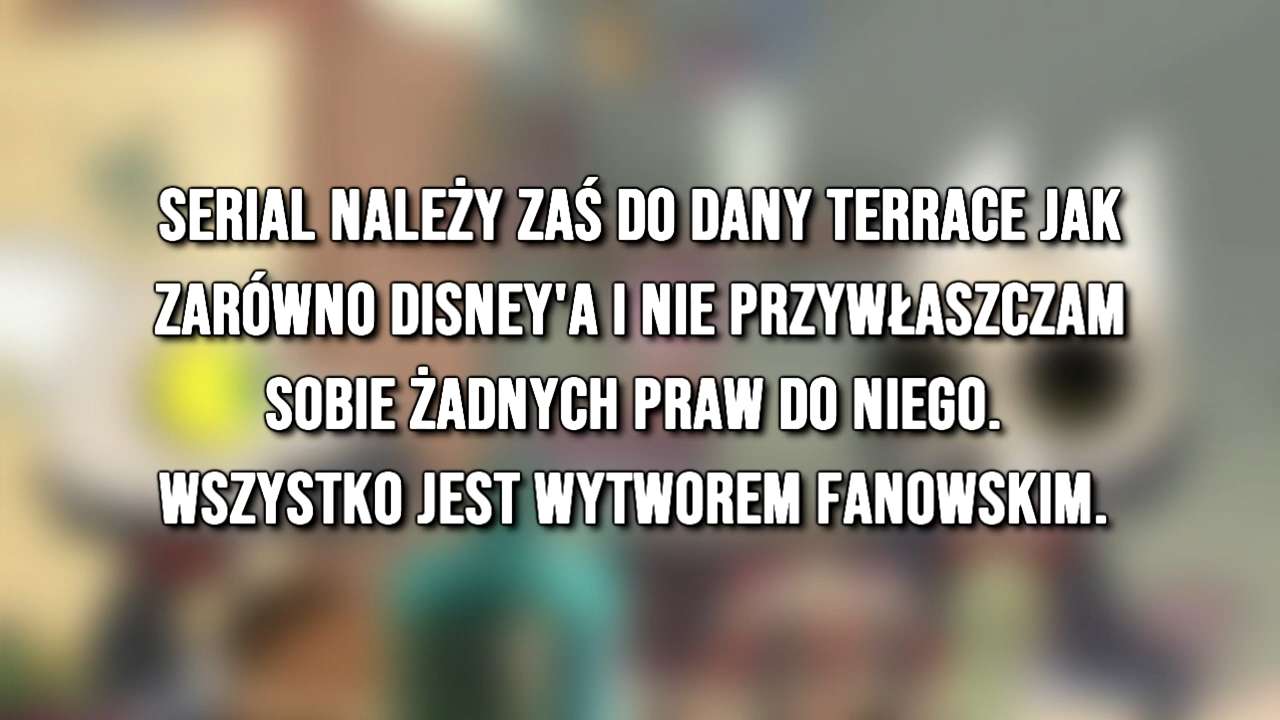 SERIAL NALEŻY ZAŚ DO DANY TERRACE JAK
ZARÓWNO DISNEY'A I NIE PRZYWŁASZCZAM
SOBIE ŻADNYCH PRAW DO NIEGO.
WSZYSTKO JEST WYTWOREM FANOWSKIM.